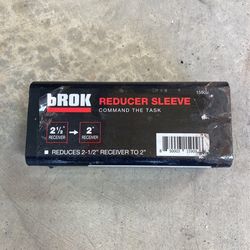 bROK
REDUCER SLEEVE
COMMAND THE TASK
2½" → 2"
RECEIVER RECEIVER
■ REDUCES 2-1/2" RECEIVER TO 2"